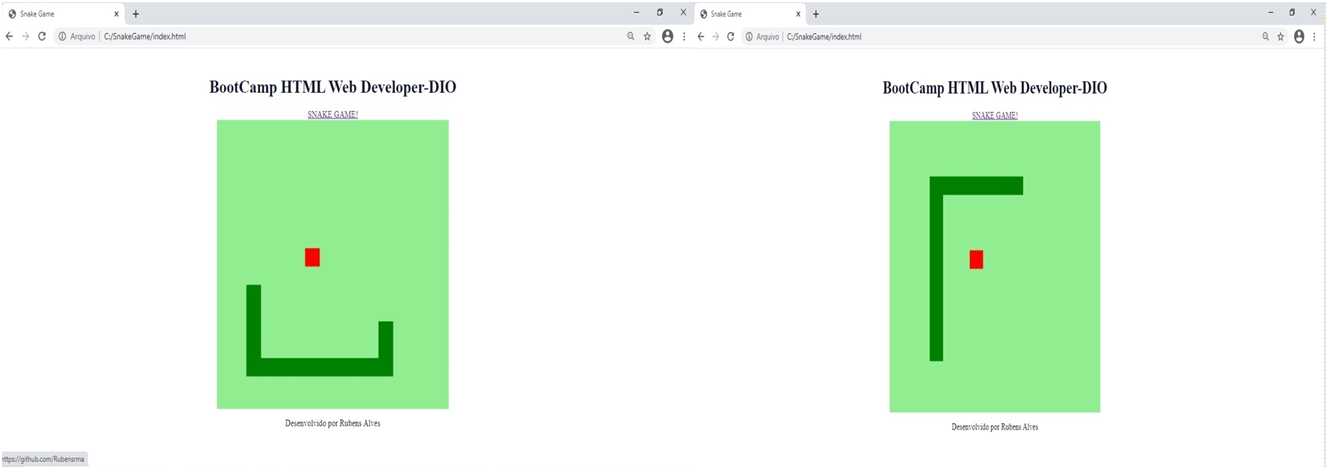 Snake Game
Arquivo | C:/SnakeGame/index.html
BootCamp HTML Web Developer-DIO
SNAKE GAME!
Desenvolvido por Rubens Alves
https://github.com/Rubensrma
Snake Game
Arquivo | C:/SnakeGame/index.html
BootCamp HTML Web Developer-DIO
SNAKE GAME!
Desenvolvido por Rubens Alves